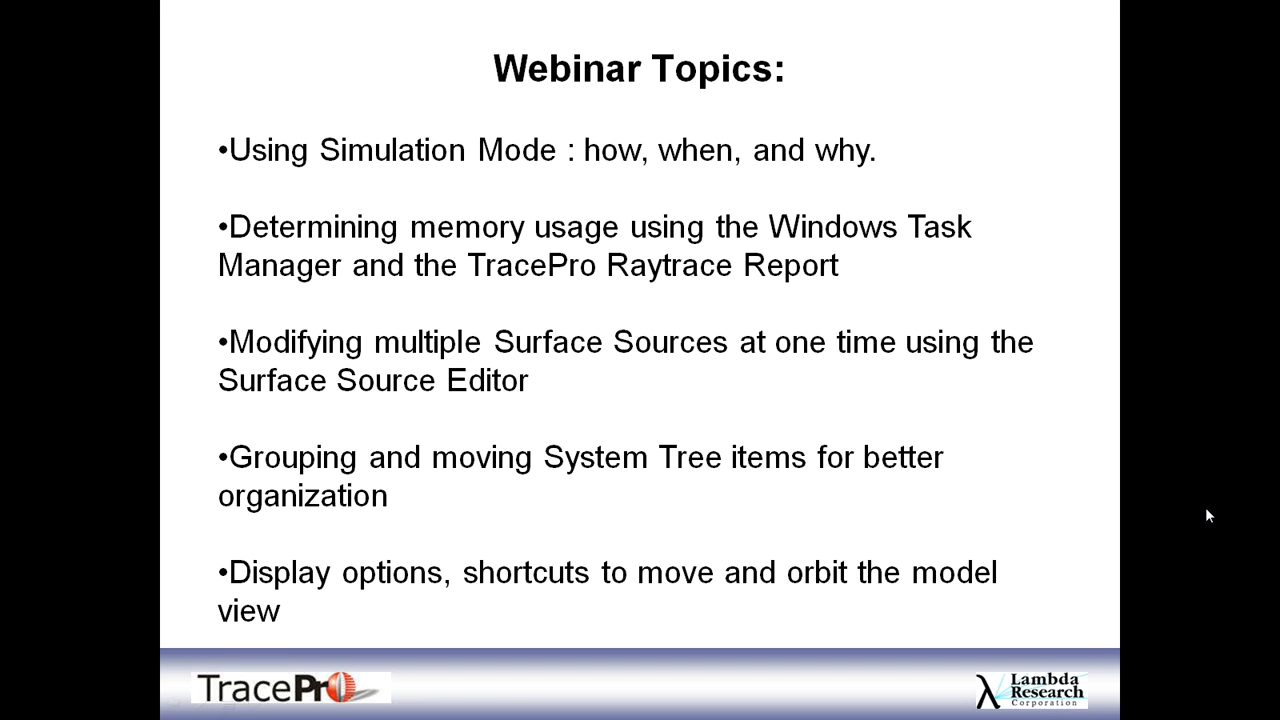 Webinar Topics:
•Using Simulation Mode : how, when, and why.
•Determining memory usage using the Windows Task
Manager and the TracePro Raytrace Report
•Modifying multiple Surface Sources at one time using the
Surface Source Editor
•Grouping and moving System Tree items for better
organization
•Display options, shortcuts to move and orbit the model
view
TracePro
λ Lambda
Research
Corporation